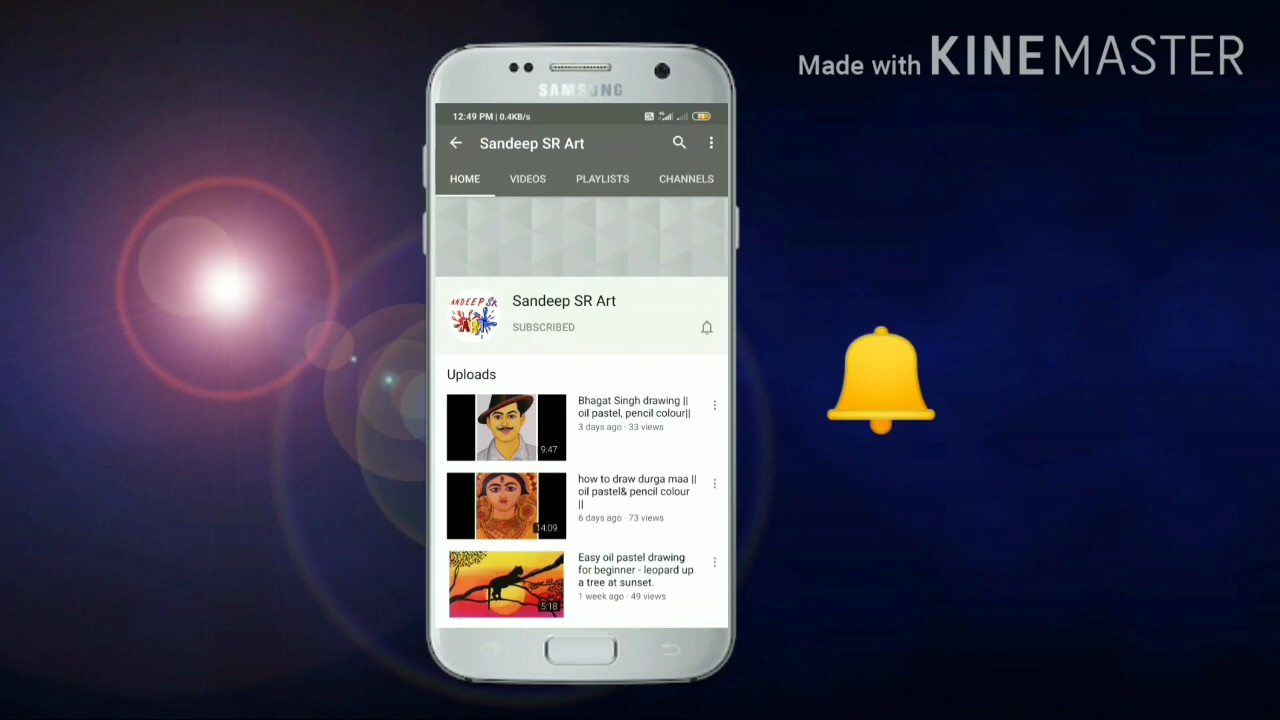 Made with KINEMASTER
SAMSUNG
12:49 PM | 0.4KB/s
Sandeep SR Art
HOME VIDEOS PLAYLISTS CHANNELS
ANDEEP SR
ART
Sandeep SR Art
SUBSCRIBED
Uploads
Bhagat Singh drawing ||
oil pastel, pencil colour||
3 days ago · 33 views
9:47
how to draw durga maa ||
oil pastel& pencil colour
||
6 days ago · 73 views
14:09
Easy oil pastel drawing
for beginner - leopard up
a tree at sunset.
1 week ago · 49 views
5:18